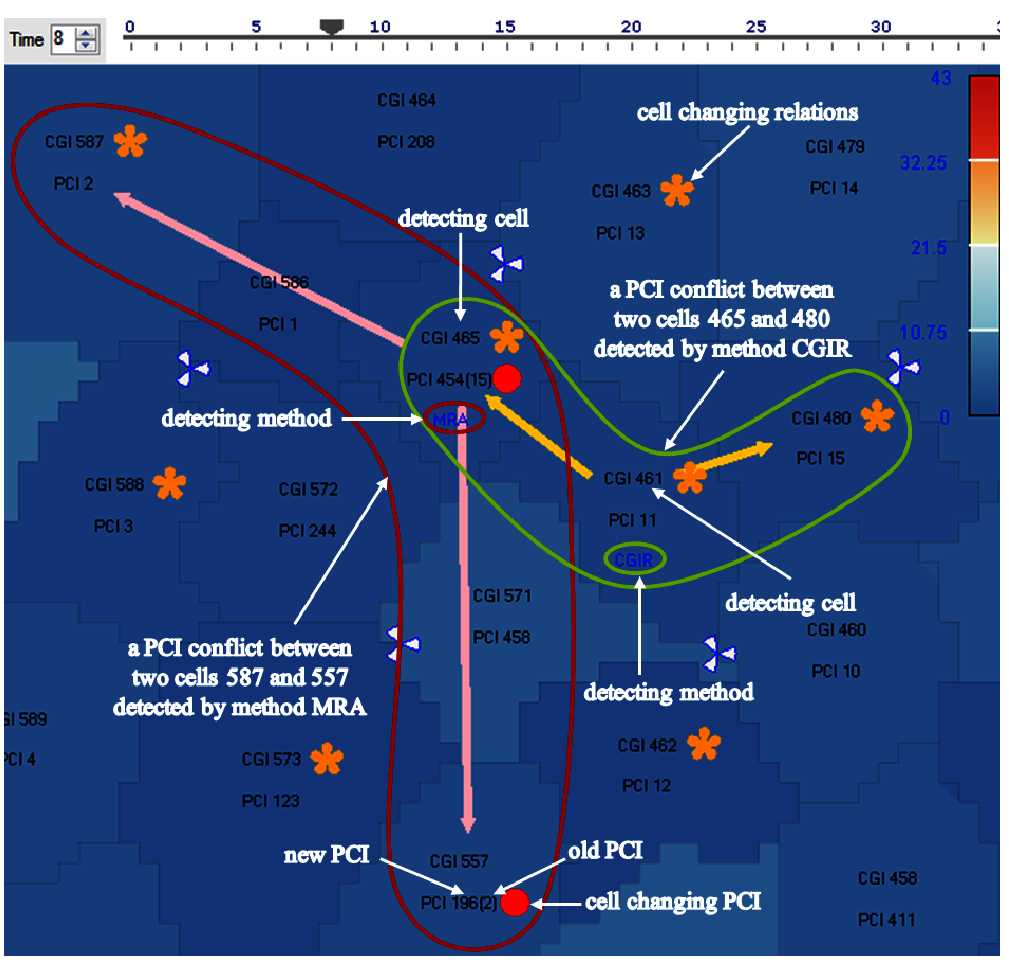 Time 8
0 5 10 15 20 25 30
43
32.25
21.5
10.75
0
CGI 464
PCI 208
cell changing relations
CGI 587
PCI 2
CGI 463
PCI 13
CGI 479
PCI 14
detecting cell
CGI 586
PCI 1
a PCI conflict between
two cells 465 and 480
detected by method CGIR
CGI 465
PCI 454(15)
MRA
detecting method
CGI 480
PCI 15
CGI 461
PCI 11
CGIR
CGI 588
PCI 3
CGI 572
PCI 244
CGI 571
PCI 458
detecting cell
CGI 460
PCI 10
a PCI conflict between
two cells 587 and 557
detected by method MRA
detecting method
GI 589
PCI 4
CGI 573
PCI 123
CGI 462
PCI 12
new PCI
old PCI
CGI 557
PCI 196(2)
cell changing PCI
CGI 458
PCI 411